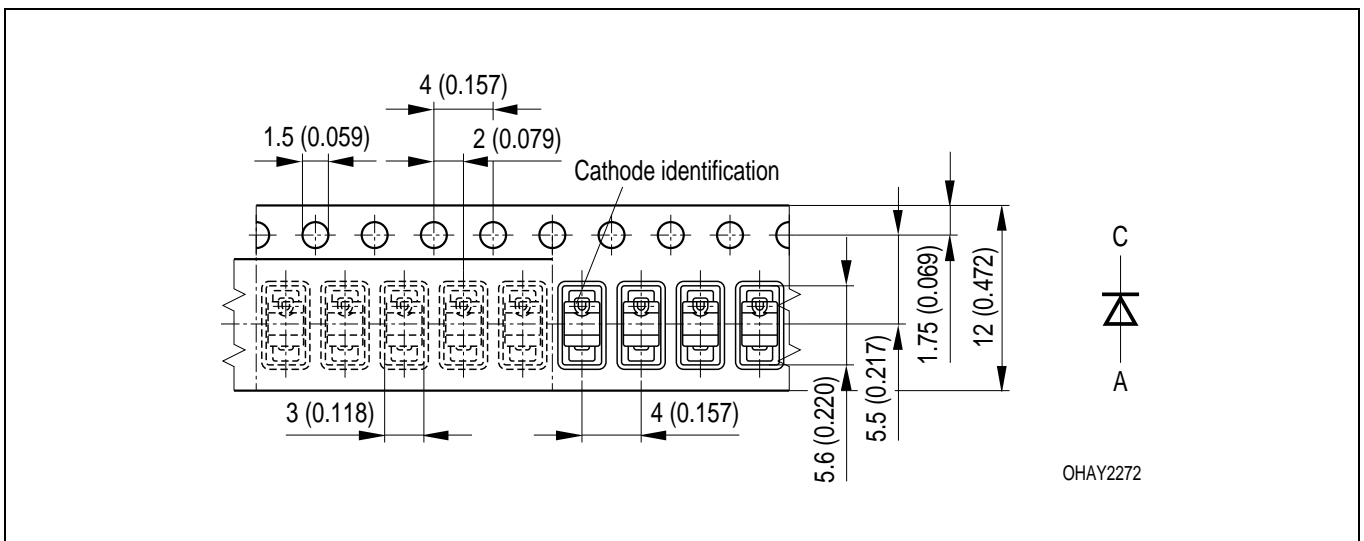 4 (0.157)
1.5 (0.059)
2 (0.079)
Cathode identification
C
A
1.75 (0.069)
12 (0.472)
5.5 (0.217)
5.6 (0.220)
3 (0.118)
4 (0.157)
OHAY2272